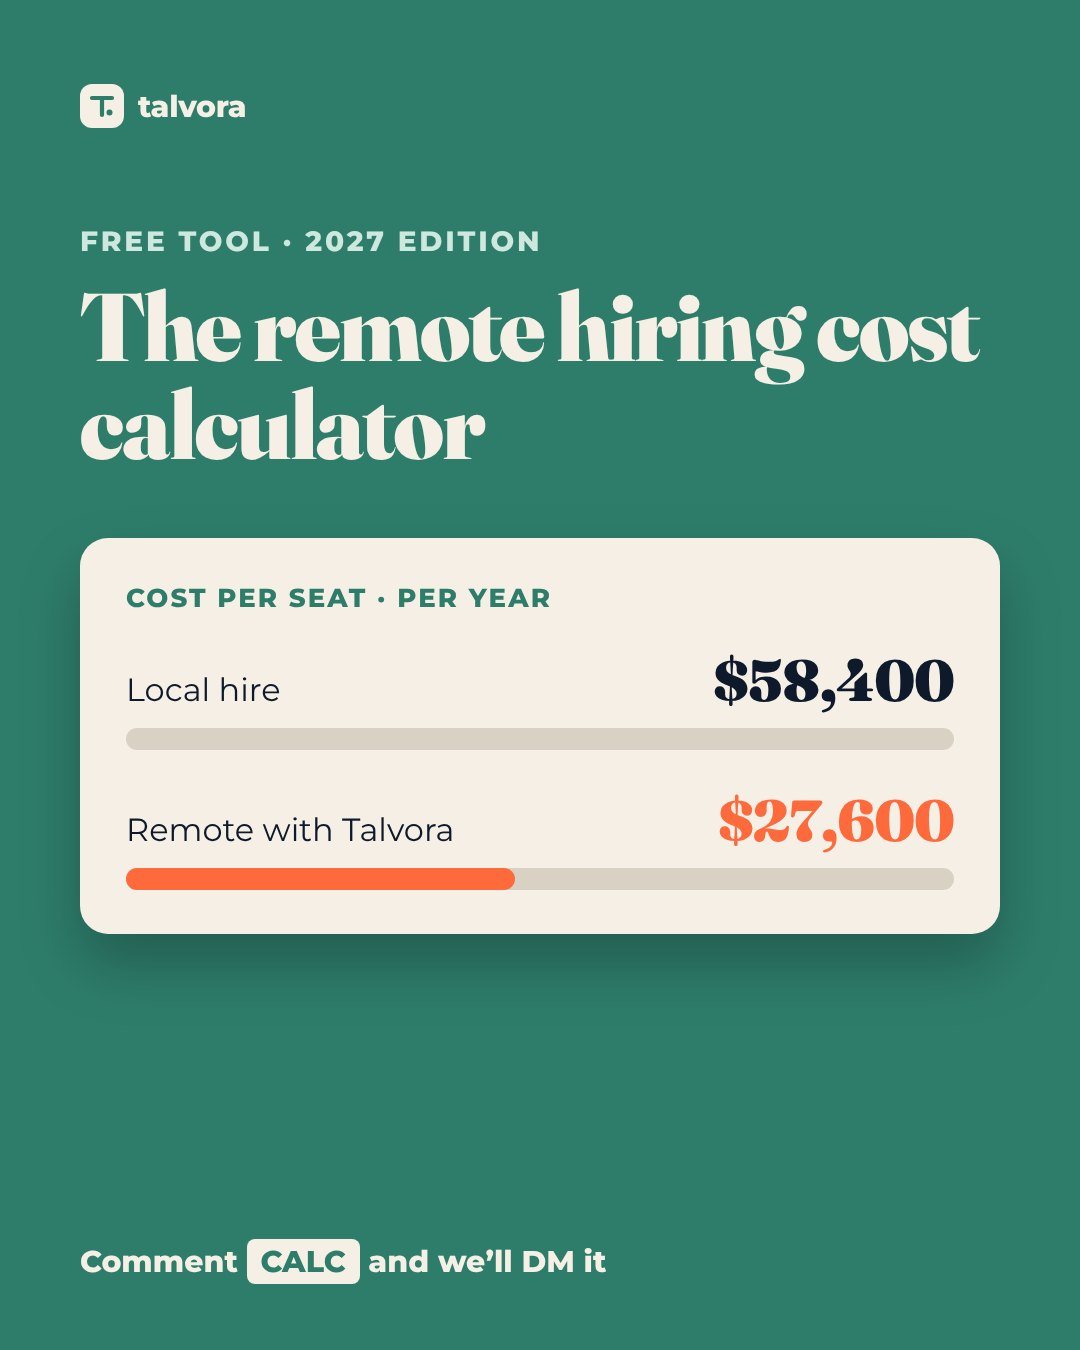 T.
talvora
FREE TOOL · 2027 EDITION
The remote hiring cost
calculator
COST PER SEAT · PER YEAR
Local hire $58,400
Remote with Talvora $27,600
Comment CALC and we’ll DM it